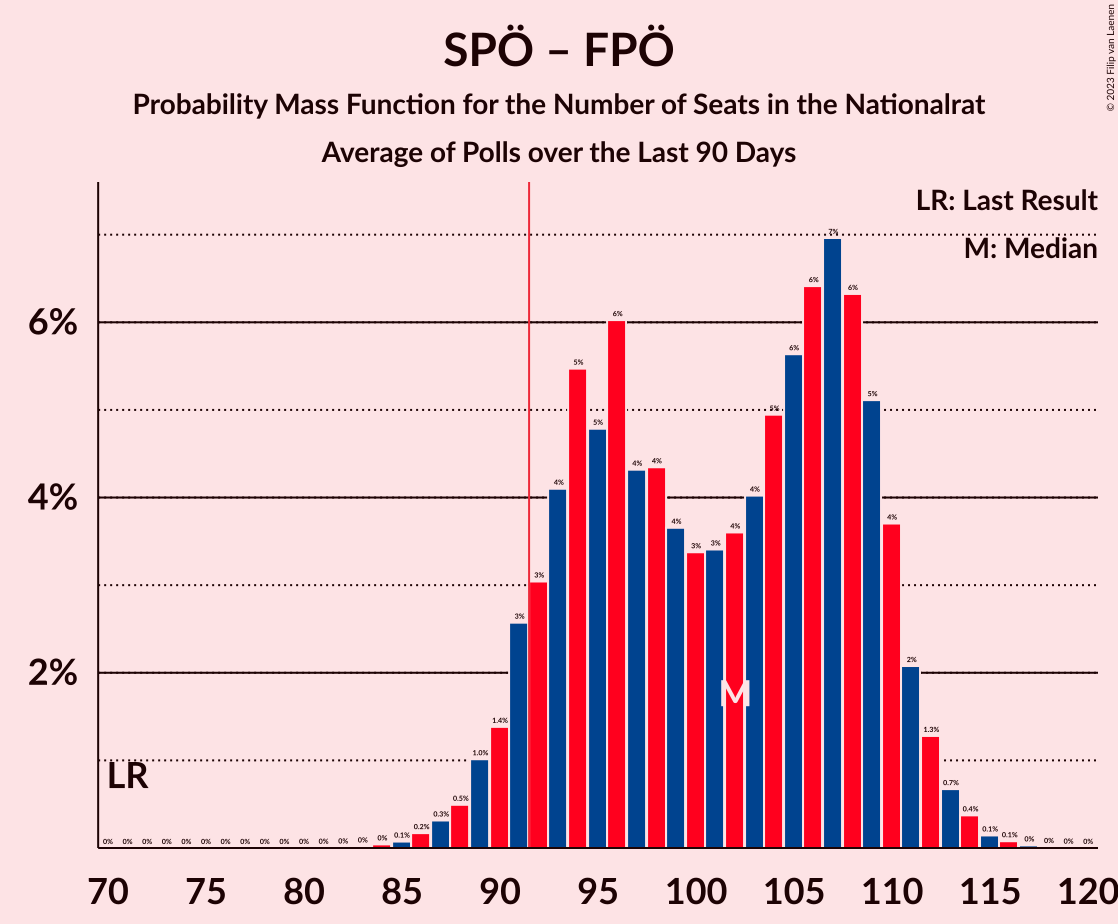 SPÖ – FPÖ
Probability Mass Function for the Number of Seats in the Nationalrat
Average of Polls over the Last 90 Days
© 2023 Filip van Laenen
LR: Last Result
M: Median
6%
4%
2%
LR
M
0% 0% 0% 0% 0% 0% 0% 0% 0% 0% 0% 0% 0% 0% 0% 0.1% 0.2% 0.3% 0.5% 1.0% 1.4% 3% 3% 4% 5% 5% 6% 4% 4% 4% 3% 3% 4% 4% 5% 6% 6% 7% 6% 5% 4% 2% 1.3% 0.7% 0.4% 0.1% 0.1% 0% 0% 0% 0%
70 75 80 85 90 95 100 105 110 115 120